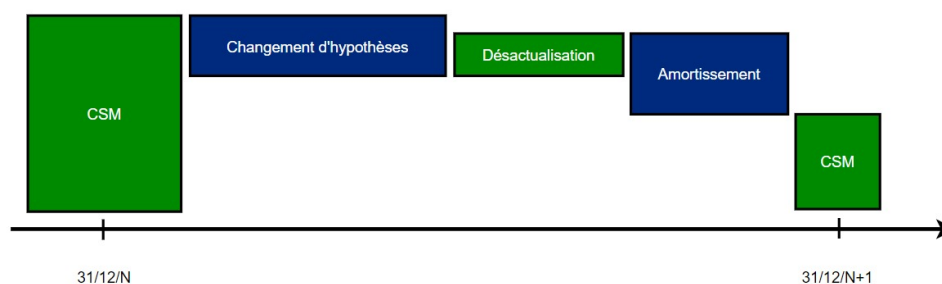 Changement d'hypothèses
Désactualisation
Amortissement
CSM
CSM
31/12/N
31/12/N+1